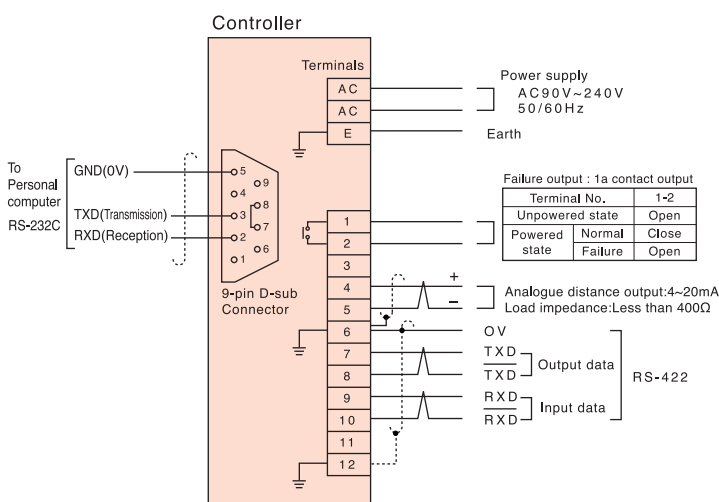 Controller
Terminals
AC
AC
E
Power supply
AC90V~240V
50/60Hz
Earth
To
Personal
computer
RS-232C
GND(0V)
TXD(Transmission)
RXD(Reception)
5
9
4
8
3
7
2
6
1
9-pin D-sub
Connector
1
2
3
4
5
6
7
8
9
10
11
12
Failure output : 1a contact output
Terminal No. 1-2
Unpowered state Open
Powered state Normal Close
Failure Open
+
−
Analogue distance output:4~20mA
Load impedance:Less than 400Ω
OV
TXD
TXD
Output data
RXD
RXD
Input data
RS-422